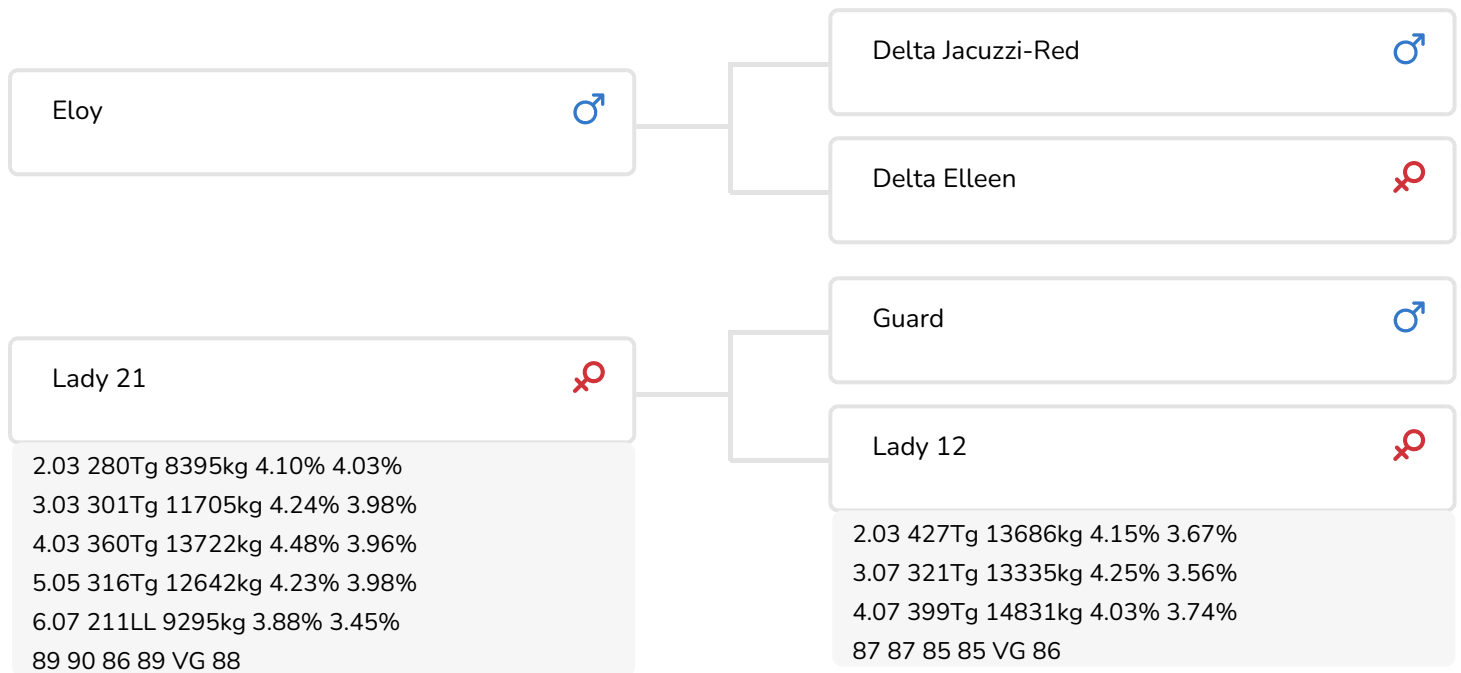 Eloy
Delta Jacuzzi-Red
Delta Elleen
Lady 21
2.03 280Tg 8395kg 4.10% 4.03%
3.03 301Tg 11705kg 4.24% 3.98%
4.03 360Tg 13722kg 4.48% 3.96%
5.05 316Tg 12642kg 4.23% 3.98%
6.07 211LL 9295kg 3.88% 3.45%
89 90 86 89 VG 88
Guard
Lady 12
2.03 427Tg 13686kg 4.15% 3.67%
3.07 321Tg 13335kg 4.25% 3.56%
4.07 399Tg 14831kg 4.03% 3.74%
87 87 85 85 VG 86